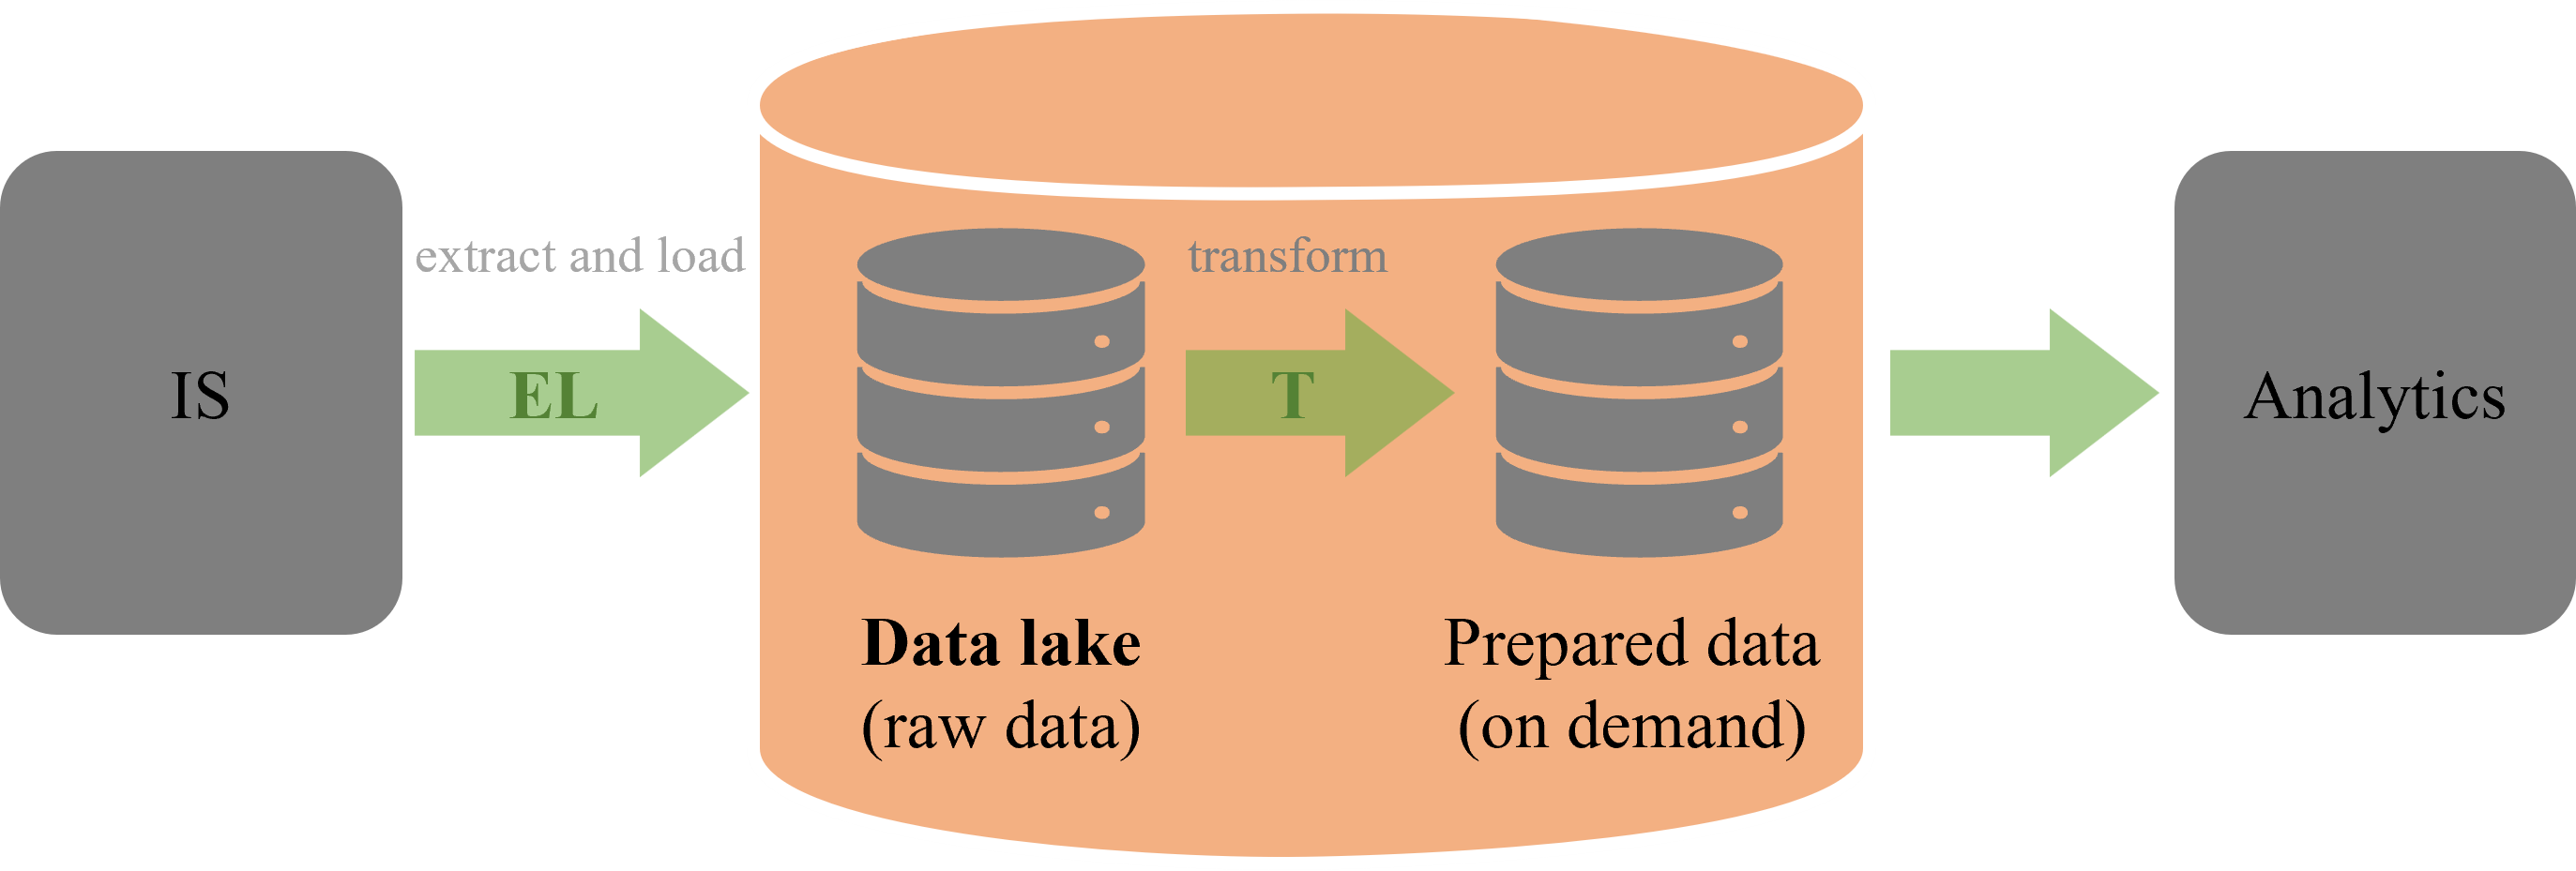 IS
extract and load
EL
transform
T
Data lake
(raw data)
Prepared data
(on demand)
Analytics